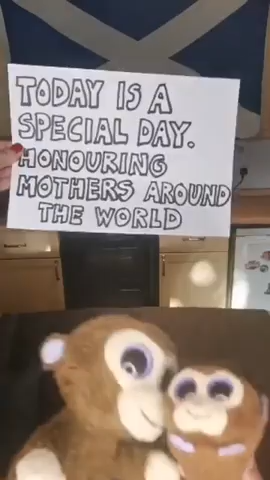 TODAY IS A
SPECIAL DAY.
HONOURING
MOTHERS AROUND
THE WORLD